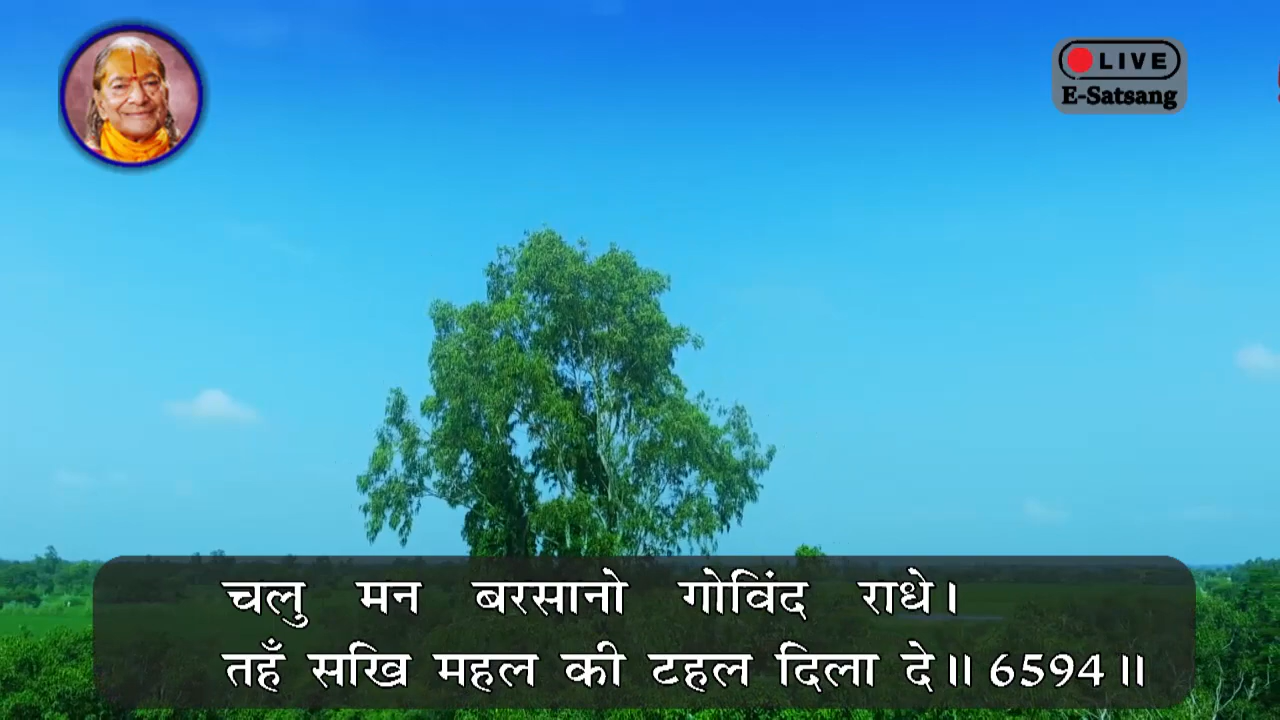 LIVE
E-Satsang
चलु मन बरसानो गोविंद राधे।
तहँ सखि महल की टहल दिला दे॥ 6594॥